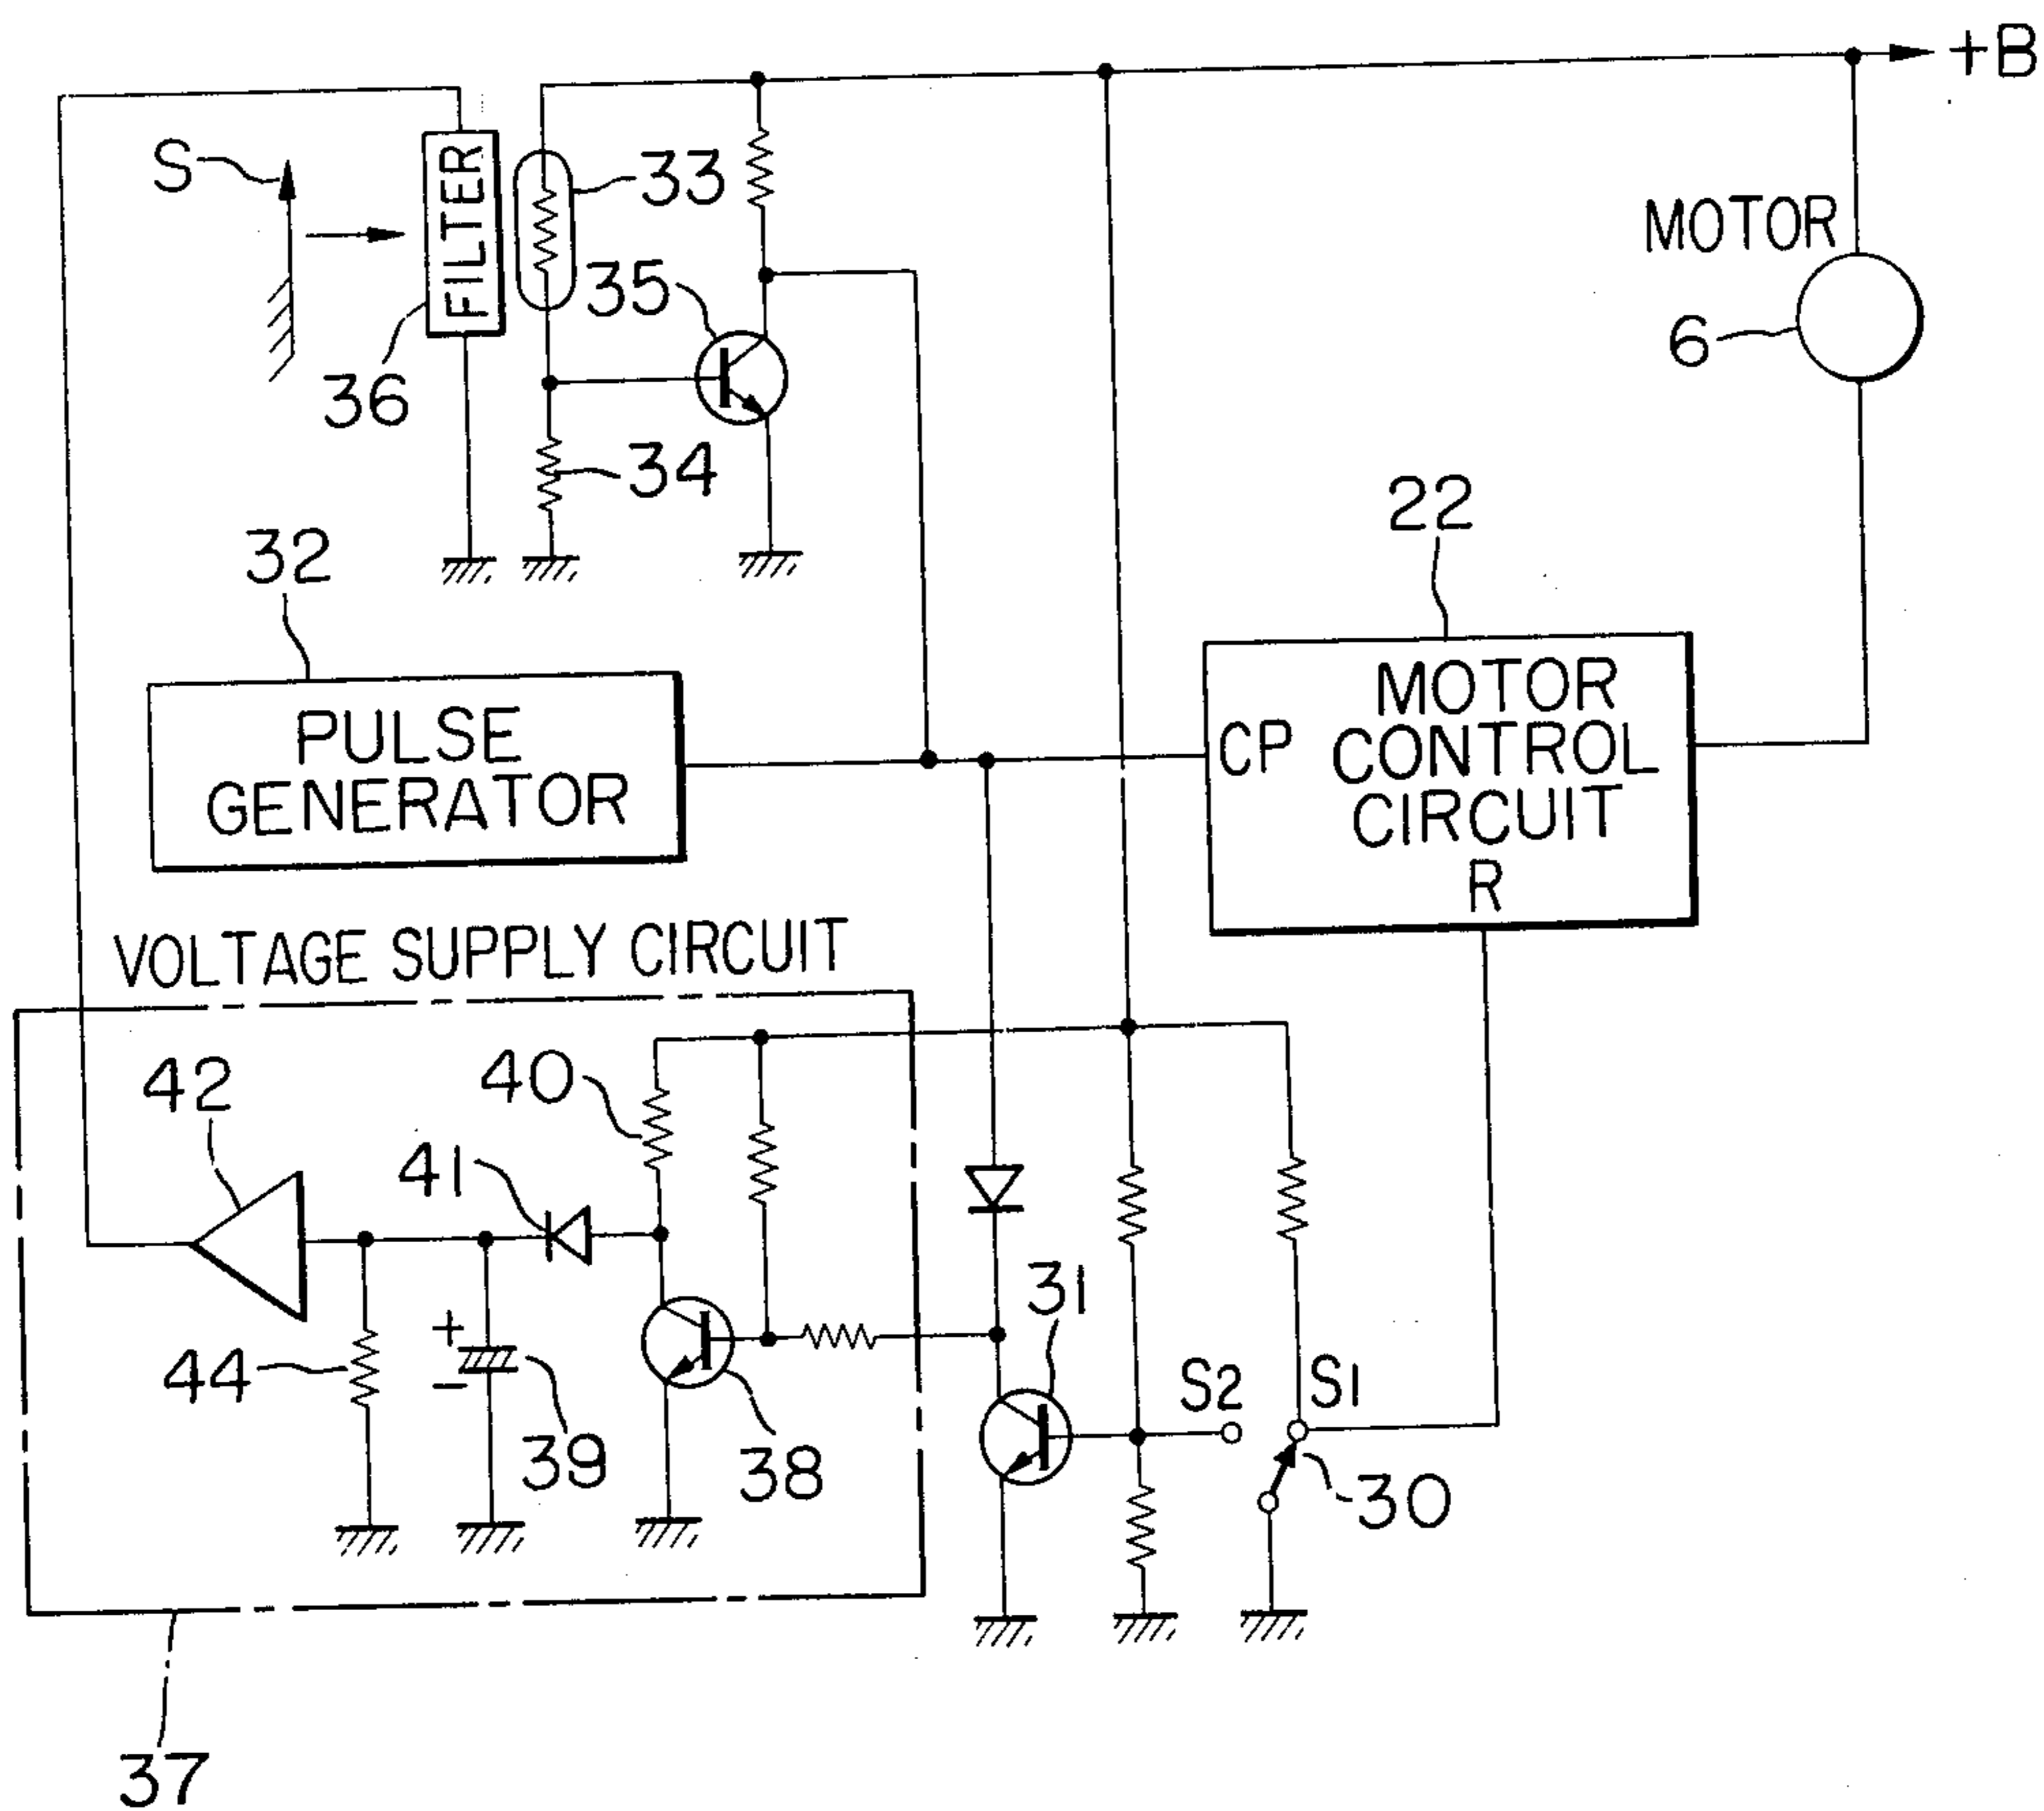 +B
S
FILTER
33
MOTOR
35
6
36
34
22
32
MOTOR
CP CONTROL
CIRCUIT
R
PULSE
GENERATOR
VOLTAGE SUPPLY CIRCUIT
42
40
41
31
+
44
S2
S1
−
39
38
30
37